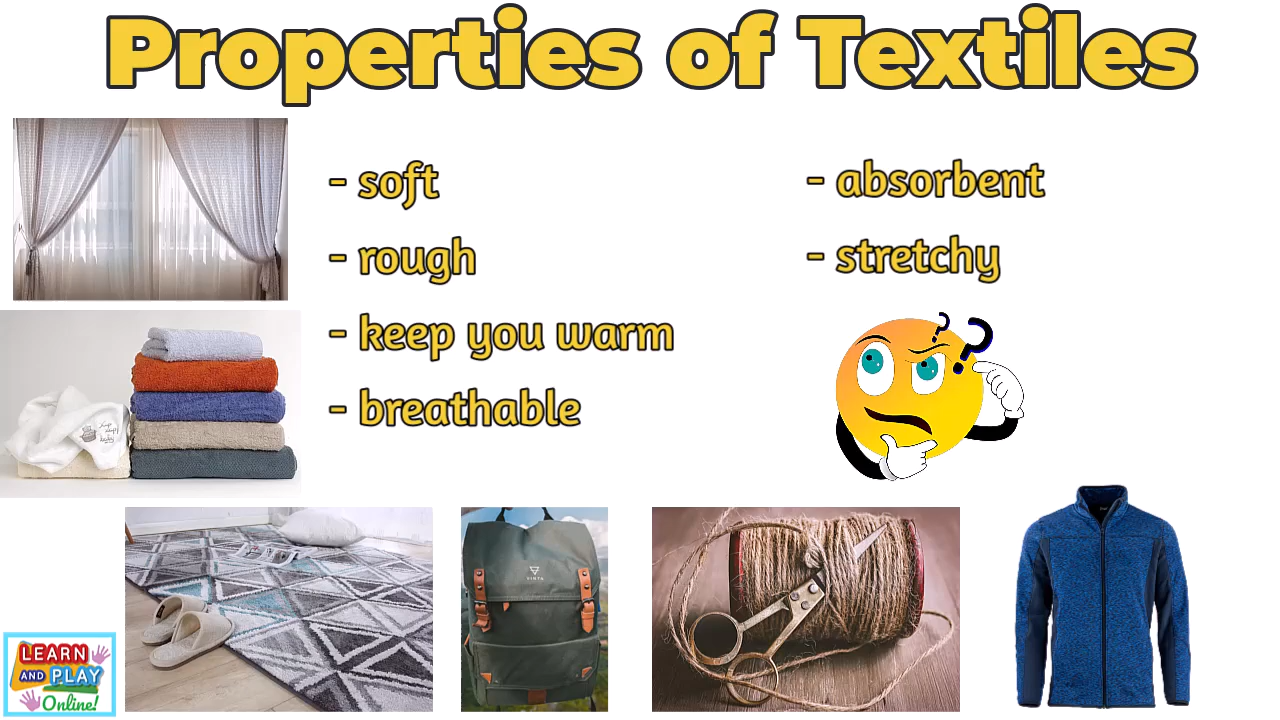 Properties of Textiles
- soft
- rough
- keep you warm
- breathable
- absorbent
- stretchy
LEARN
AND PLAY
Online!